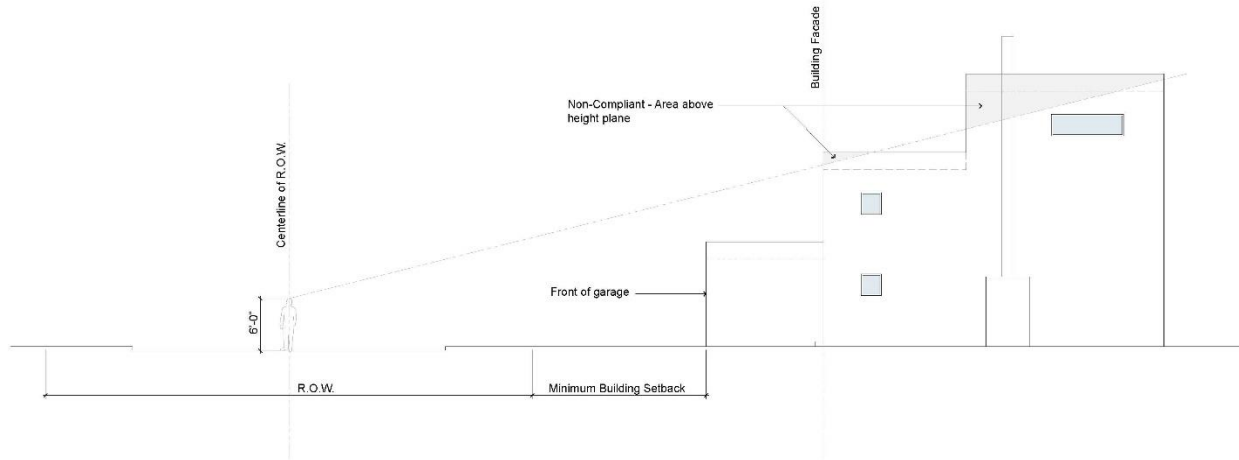 Building Facade
Non-Compliant - Area above
height plane
Centerline of R.O.W.
Front of garage
6'-0"
R.O.W.
Minimum Building Setback